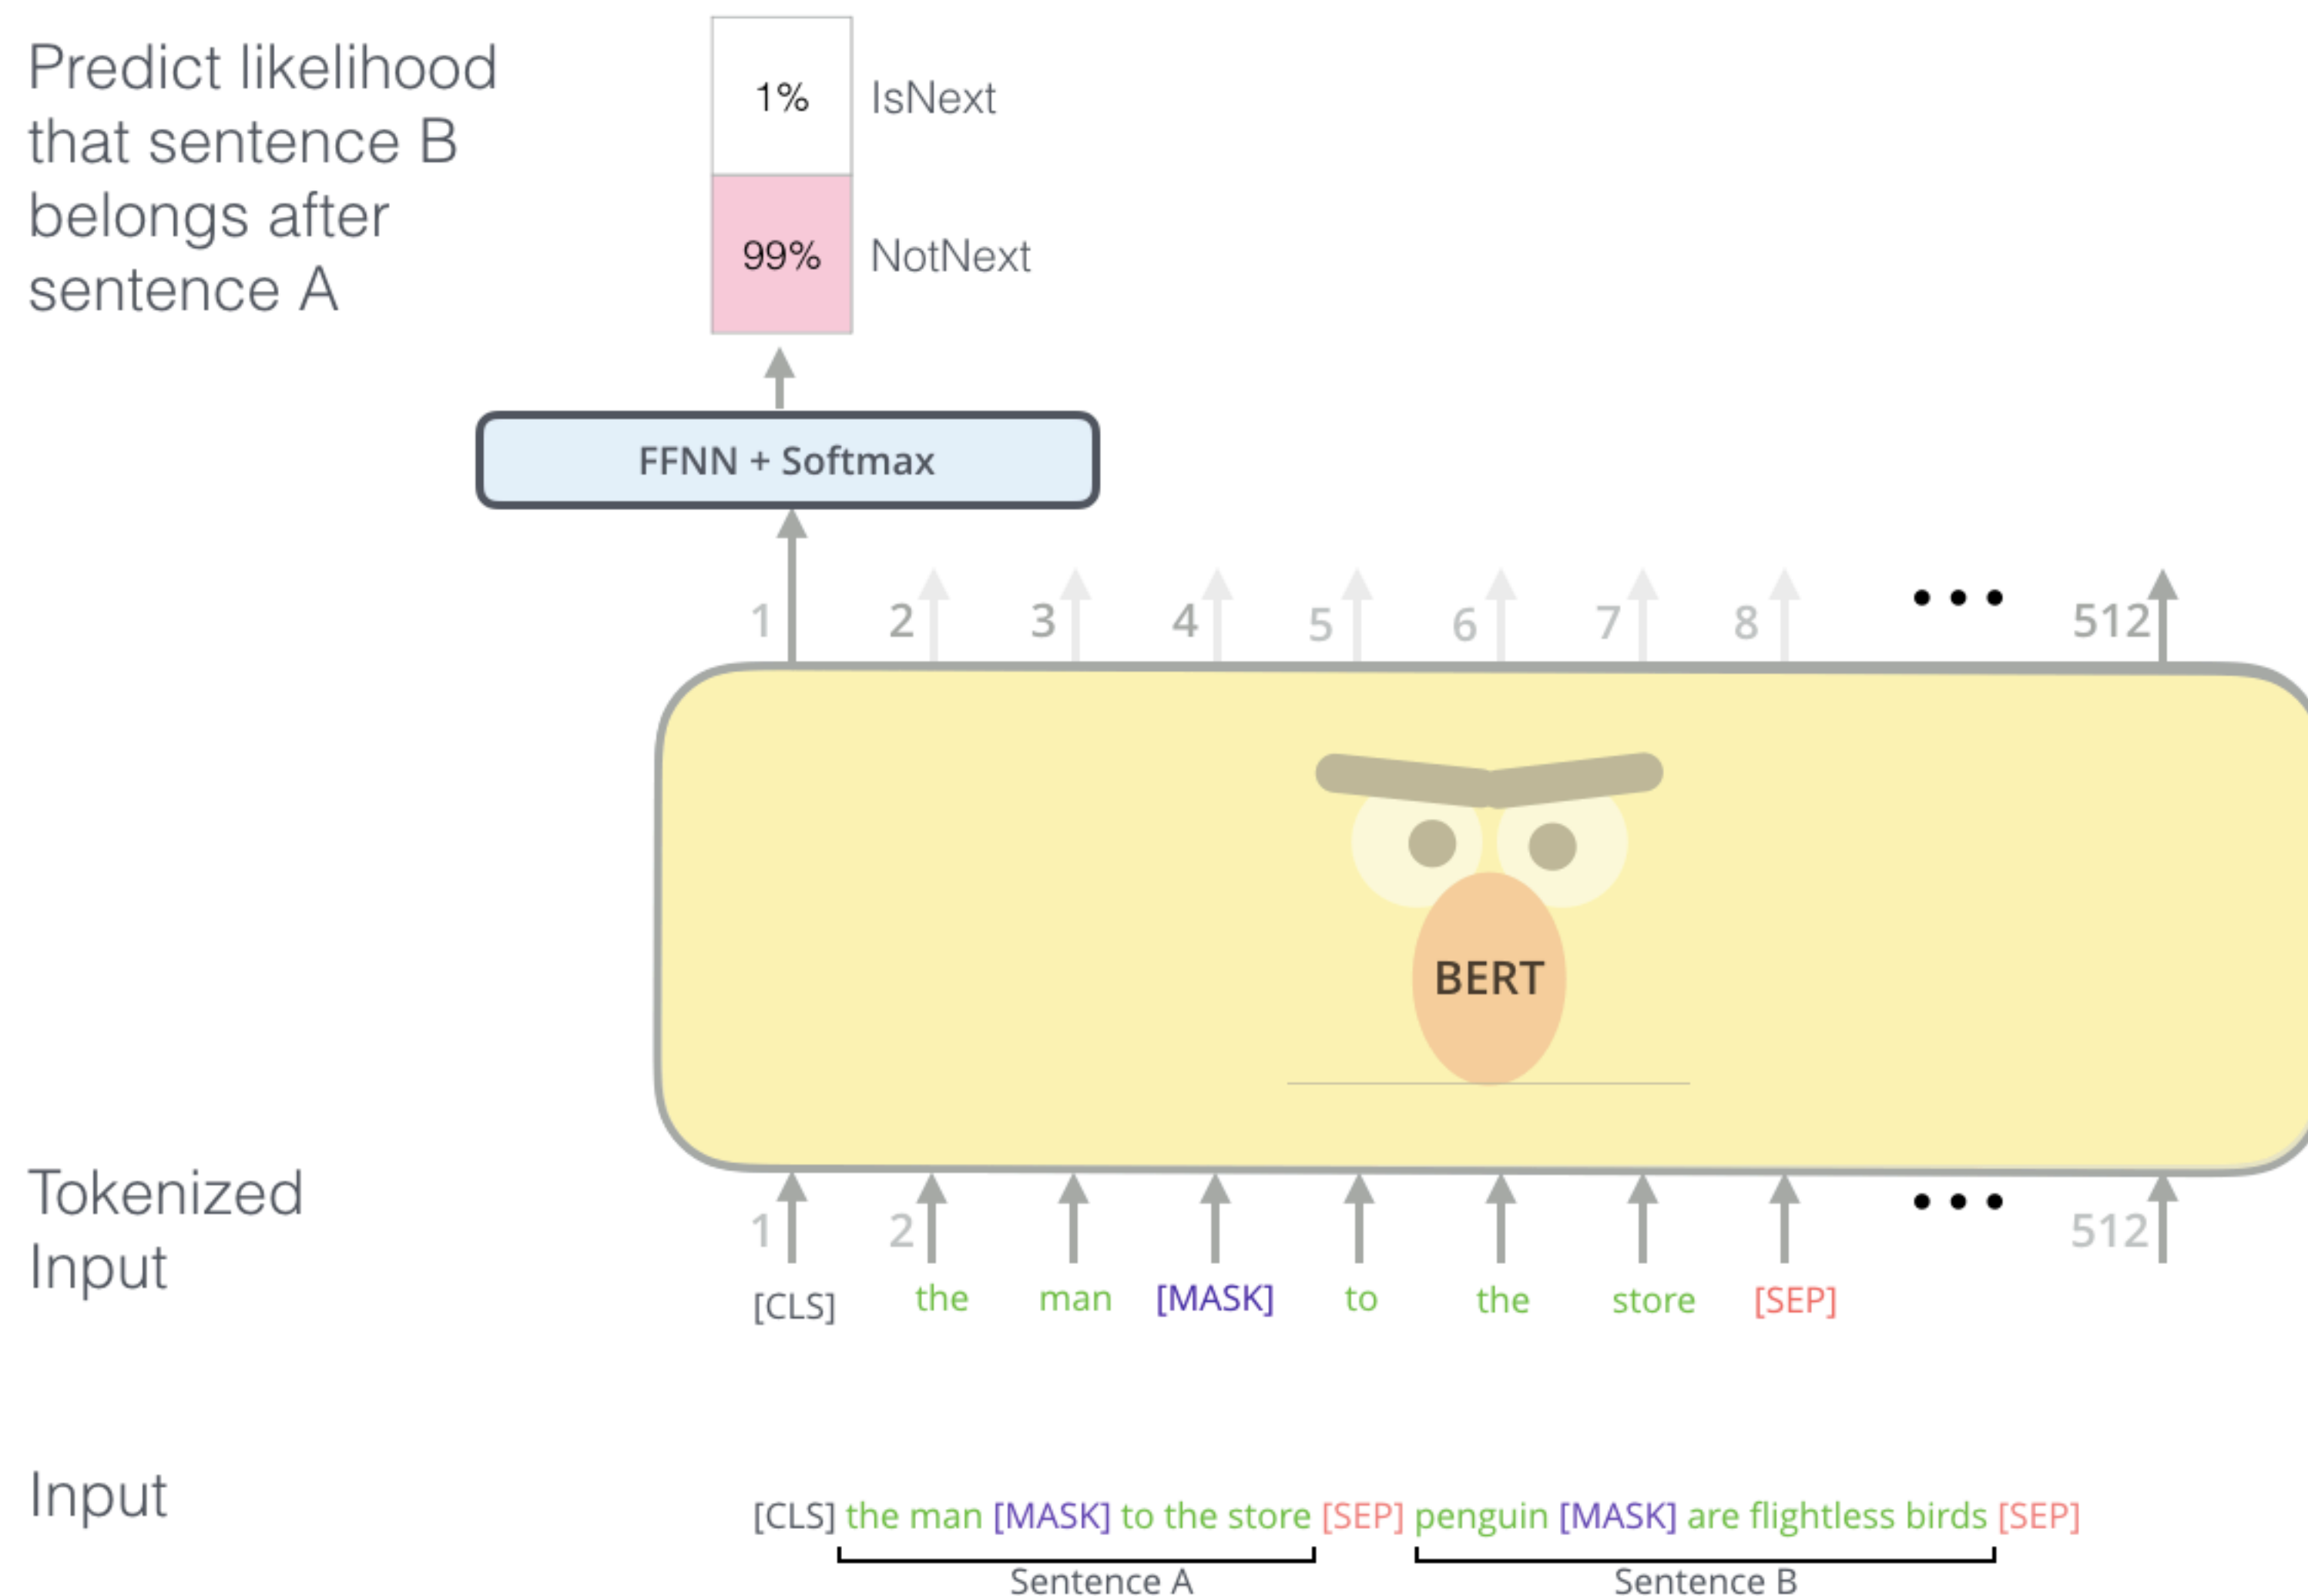 Predict likelihood
that sentence B
belongs after
sentence A
1% IsNext
99% NotNext
FFNN + Softmax
1 2 3 4 5 6 7 8 ••• 512
BERT
Tokenized
Input
1 2 ••• 512
[CLS] the man [MASK] to the store [SEP]
Input
[CLS] the man [MASK] to the store [SEP] penguin [MASK] are flightless birds [SEP]
Sentence A Sentence B